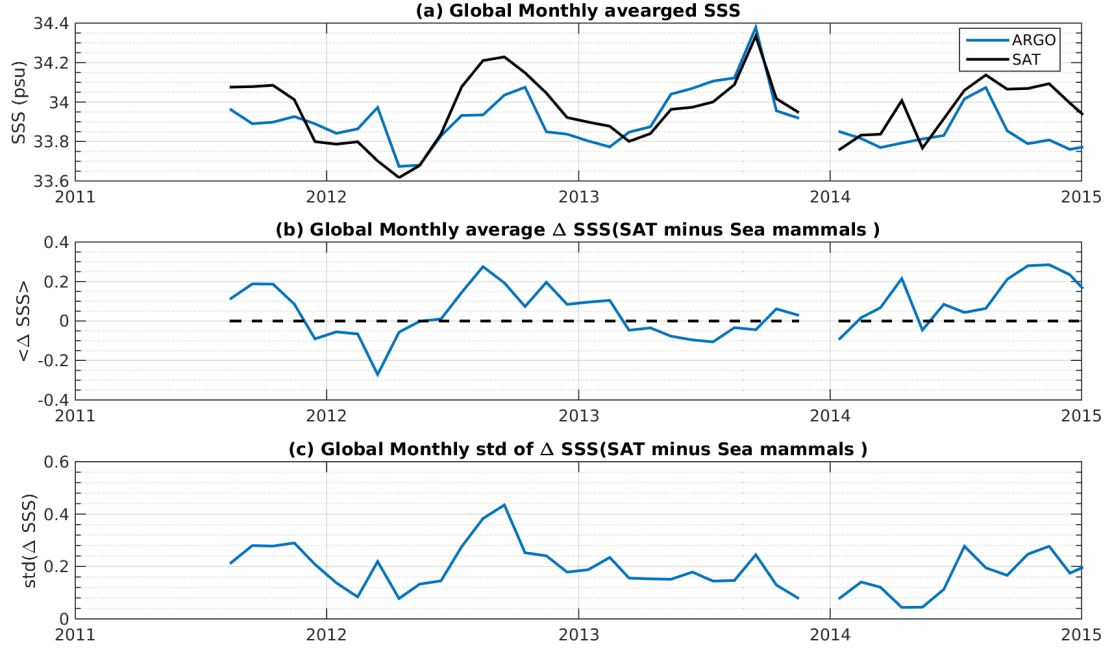 (a) Global Monthly avearged SSS
34.4
34.2
34
33.8
33.6
SSS (psu)
ARGO
SAT
2011 2012 2013 2014 2015
(b) Global Monthly average Δ SSS(SAT minus Sea mammals )
0.4
0.2
0
-0.2
-0.4
<Δ SSS>
2011 2012 2013 2014 2015
(c) Global Monthly std of Δ SSS(SAT minus Sea mammals )
0.6
0.4
0.2
0
std(Δ SSS)
2011 2012 2013 2014 2015